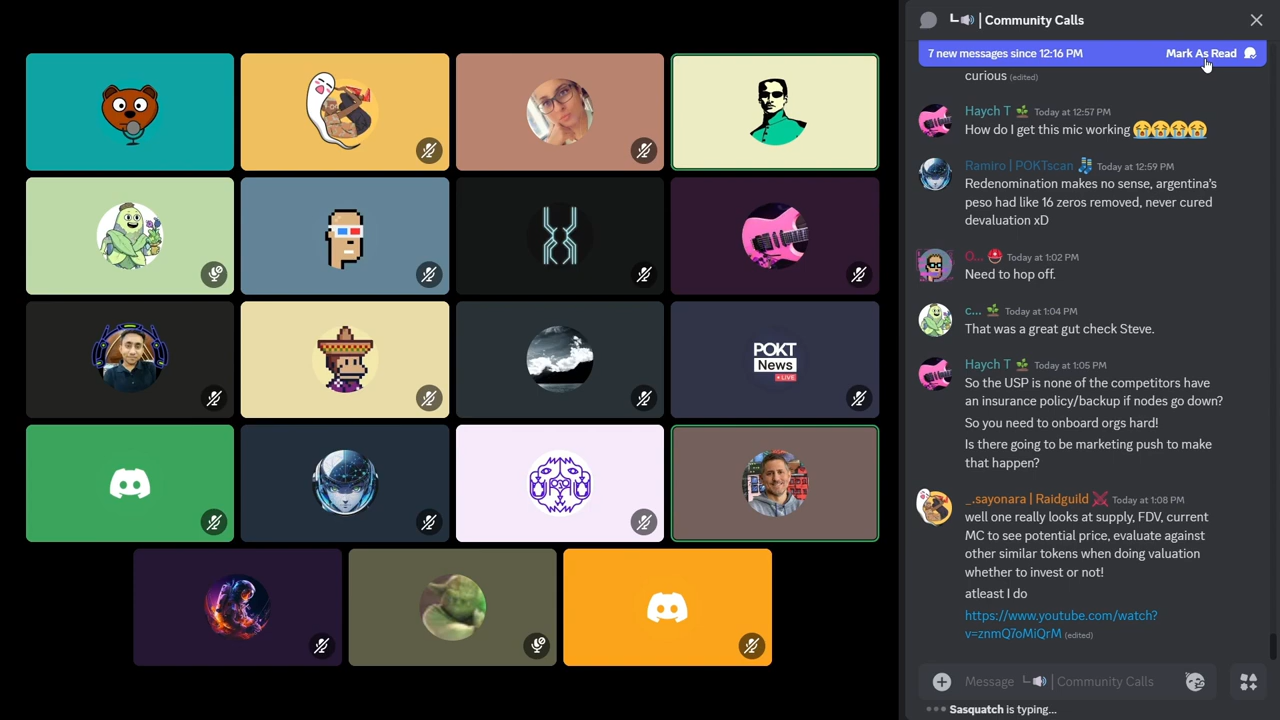 Community Calls
7 new messages since 12:16 PM
Mark As Read
curious (edited)
Haych T Today at 12:57 PM
How do I get this mic working 😭😭😭😭
Ramiro | POKTscan Today at 12:59 PM
Redenomination makes no sense, argentina's
peso had like 16 zeros removed, never cured
devaluation xD
O... Today at 1:02 PM
Need to hop off.
c... Today at 1:04 PM
That was a great gut check Steve.
Haych T Today at 1:05 PM
So the USP is none of the competitors have
an insurance policy/backup if nodes go down?
So you need to onboard orgs hard!
Is there going to be marketing push to make
that happen?
_.sayonara | Raidguild Today at 1:08 PM
well one really looks at supply, FDV, current
MC to see potential price, evaluate against
other similar tokens when doing valuation
whether to invest or not!
atleast I do
https://www.youtube.com/watch?
v=znmQ7oMiQrM (edited)
Message Community Calls
Sasquatch is typing...
POKT
News
LIVE